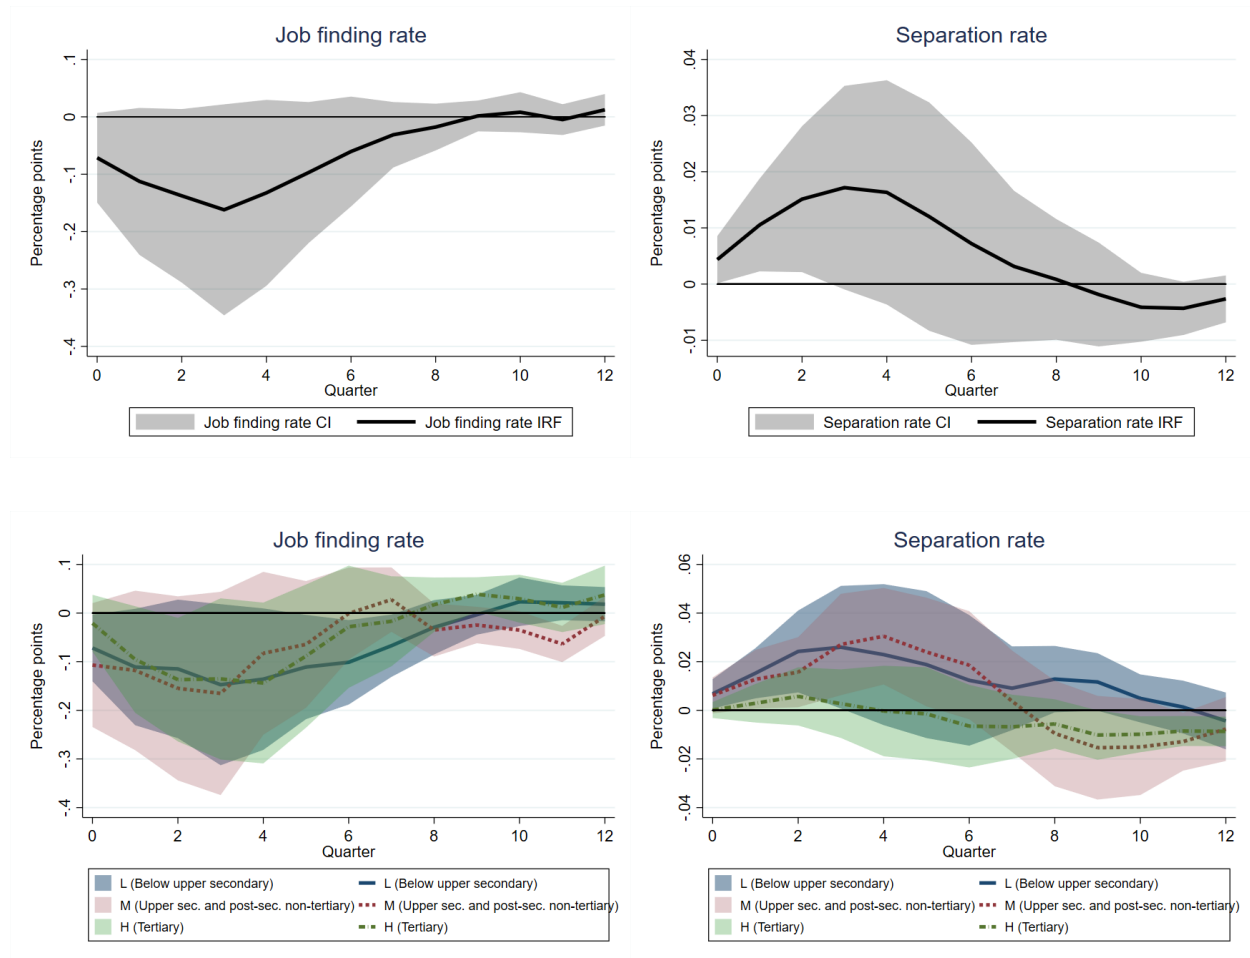 Job finding rate
Percentage points
.1
0
-.1
-.2
-.3
-.4
0 2 4 6 8 10 12
Quarter
Job finding rate CI Job finding rate IRF
Separation rate
Percentage points
.04
.03
.02
.01
0
-.01
0 2 4 6 8 10 12
Quarter
Separation rate CI Separation rate IRF
Job finding rate
Percentage points
.1
0
-.1
-.2
-.3
-.4
0 2 4 6 8 10 12
Quarter
L (Below upper secondary) L (Below upper secondary)
M (Upper sec. and post-sec. non-tertiary) M (Upper sec. and post-sec. non-tertiary)
H (Tertiary) H (Tertiary)
Separation rate
Percentage points
.06
.04
.02
0
-.02
-.04
0 2 4 6 8 10 12
Quarter
L (Below upper secondary) L (Below upper secondary)
M (Upper sec. and post-sec. non-tertiary) M (Upper sec. and post-sec. non-tertiary)
H (Tertiary) H (Tertiary)